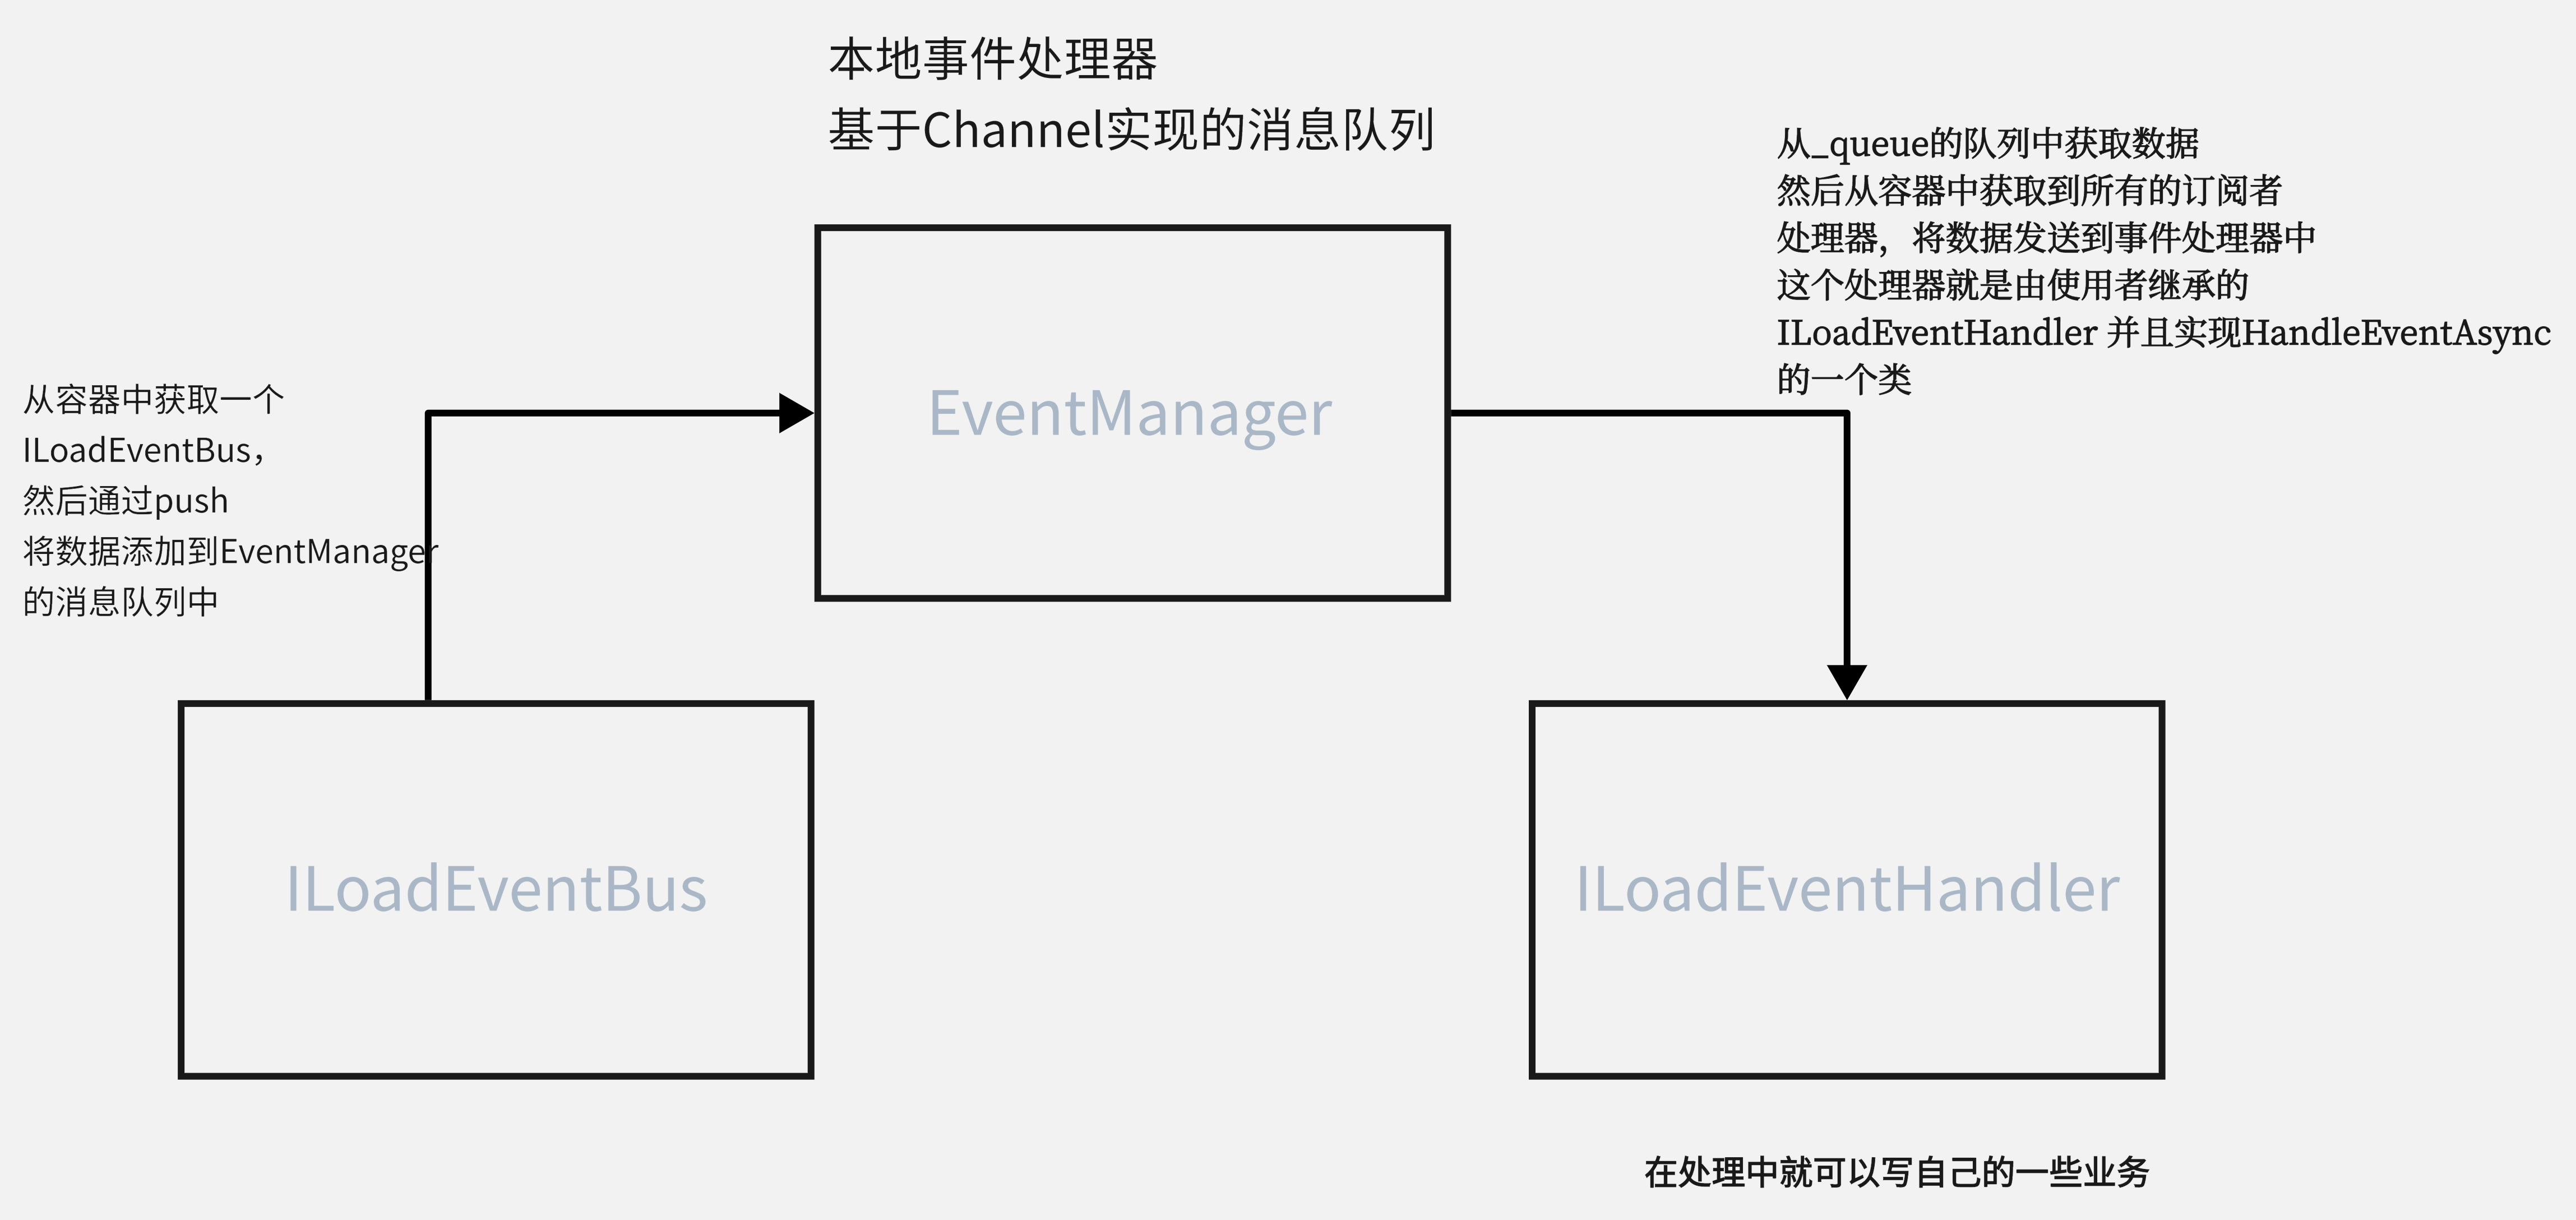 本地事件处理器
基于Channel实现的消息队列
从_queue的队列中获取数据
然后从容器中获取到所有的订阅者
处理器，将数据发送到事件处理器中
这个处理器就是由使用者继承的
ILoadEventHandler 并且实现HandleEventAsync
的一个类
从容器中获取一个
ILoadEventBus，
然后通过push
将数据添加到EventManager
的消息队列中
EventManager
ILoadEventBus
ILoadEventHandler
在处理中就可以写自己的一些业务